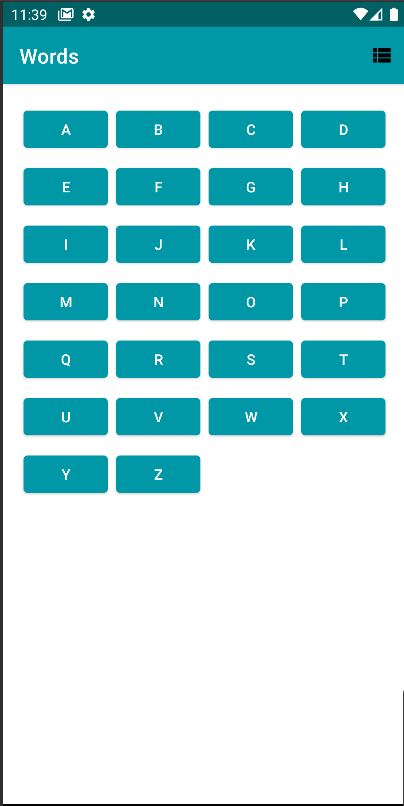 11:39
Words
A B C D
E F G H
I J K L
M N O P
Q R S T
U V W X
Y Z